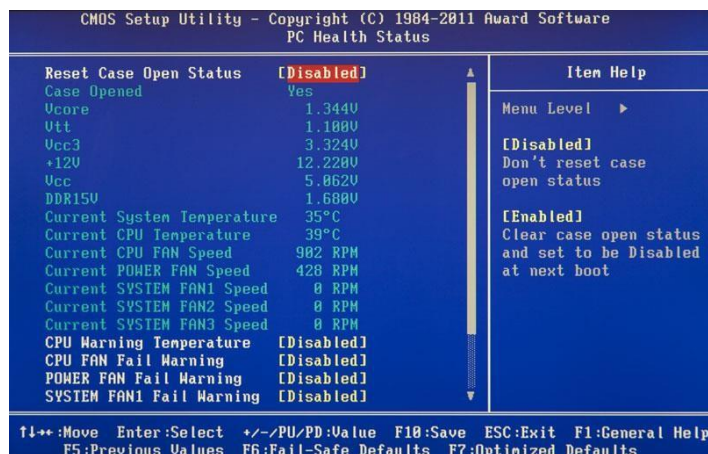 CMOS Setup Utility - Copyright (C) 1984-2011 Award Software
PC Health Status
Reset Case Open Status [Disabled]
Case Opened Yes
Vcore 1.344V
Vtt 1.100V
Vcc3 3.324V
+12V 12.220V
Vcc 5.062V
DDR15V 1.680V
Current System Temperature 35°C
Current CPU Temperature 39°C
Current CPU FAN Speed 902 RPM
Current POWER FAN Speed 428 RPM
Current SYSTEM FAN1 Speed 0 RPM
Current SYSTEM FAN2 Speed 0 RPM
Current SYSTEM FAN3 Speed 0 RPM
CPU Warning Temperature [Disabled]
CPU FAN Fail Warning [Disabled]
POWER FAN Fail Warning [Disabled]
SYSTEM FAN1 Fail Warning [Disabled]
Item Help
Menu Level ▶
[Disabled]
Don't reset case
open status
[Enabled]
Clear case open status
and set to be Disabled
at next boot
↑↓→←:Move Enter:Select +/-/PU/PD:Value F10:Save ESC:Exit F1:General Help
F5:Previous Values F6:Fail-Safe Defaults F7:Optimized Defaults